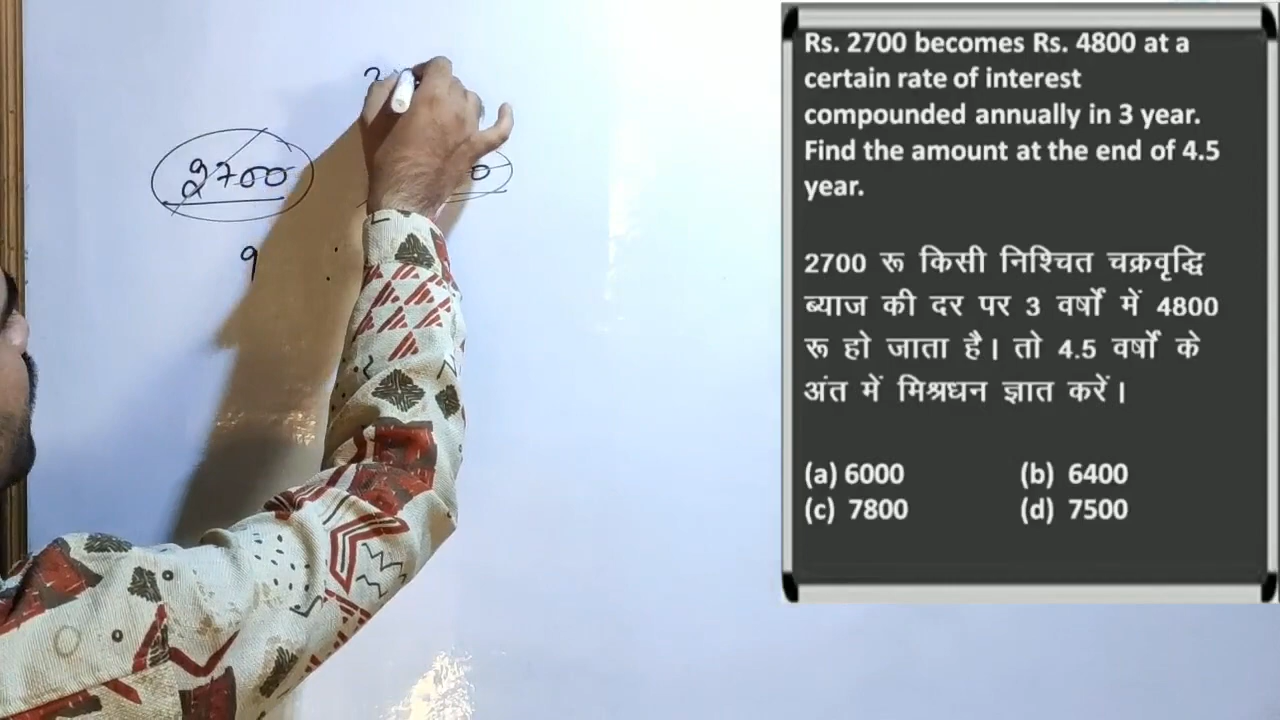 2700
9
Rs. 2700 becomes Rs. 4800 at a
certain rate of interest
compounded annually in 3 year.
Find the amount at the end of 4.5
year.
2700 रू किसी निश्चित चक्रवृद्धि
ब्याज की दर पर 3 वर्षों में 4800
रू हो जाता है। तो 4.5 वर्षों के
अंत में मिश्रधन ज्ञात करें।
(a) 6000 (b) 6400
(c) 7800 (d) 7500